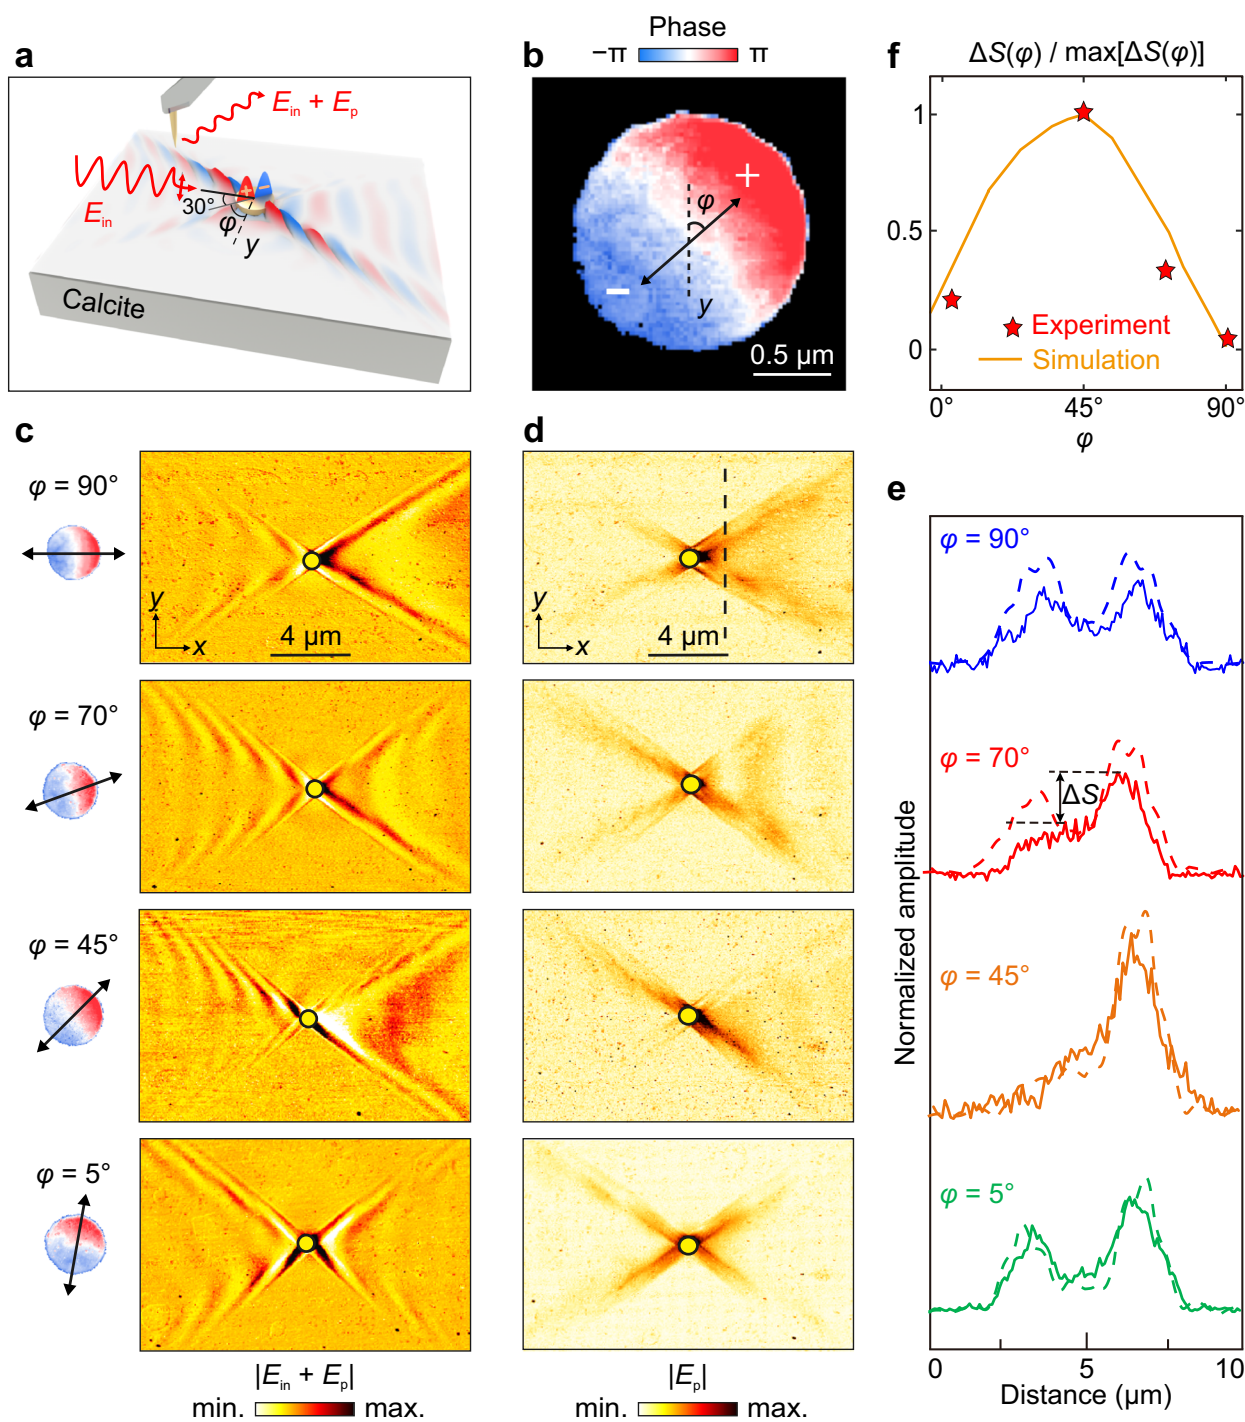 a
E_in + E_p
E_in
30°
φ
y
+
−
Calcite
b
Phase
−π
π
+
φ
−
y
0.5 μm
f
ΔS(φ) / max[ΔS(φ)]
1
0.5
0
Experiment
Simulation
0°
45°
90°
φ
c
φ = 90°
y
x
4 μm
φ = 70°
φ = 45°
φ = 5°
|E_in + E_p|
min.
max.
d
y
x
4 μm
|E_p|
min.
max.
e
φ = 90°
φ = 70°
ΔS
φ = 45°
φ = 5°
Normalized amplitude
0
5
10
Distance (μm)